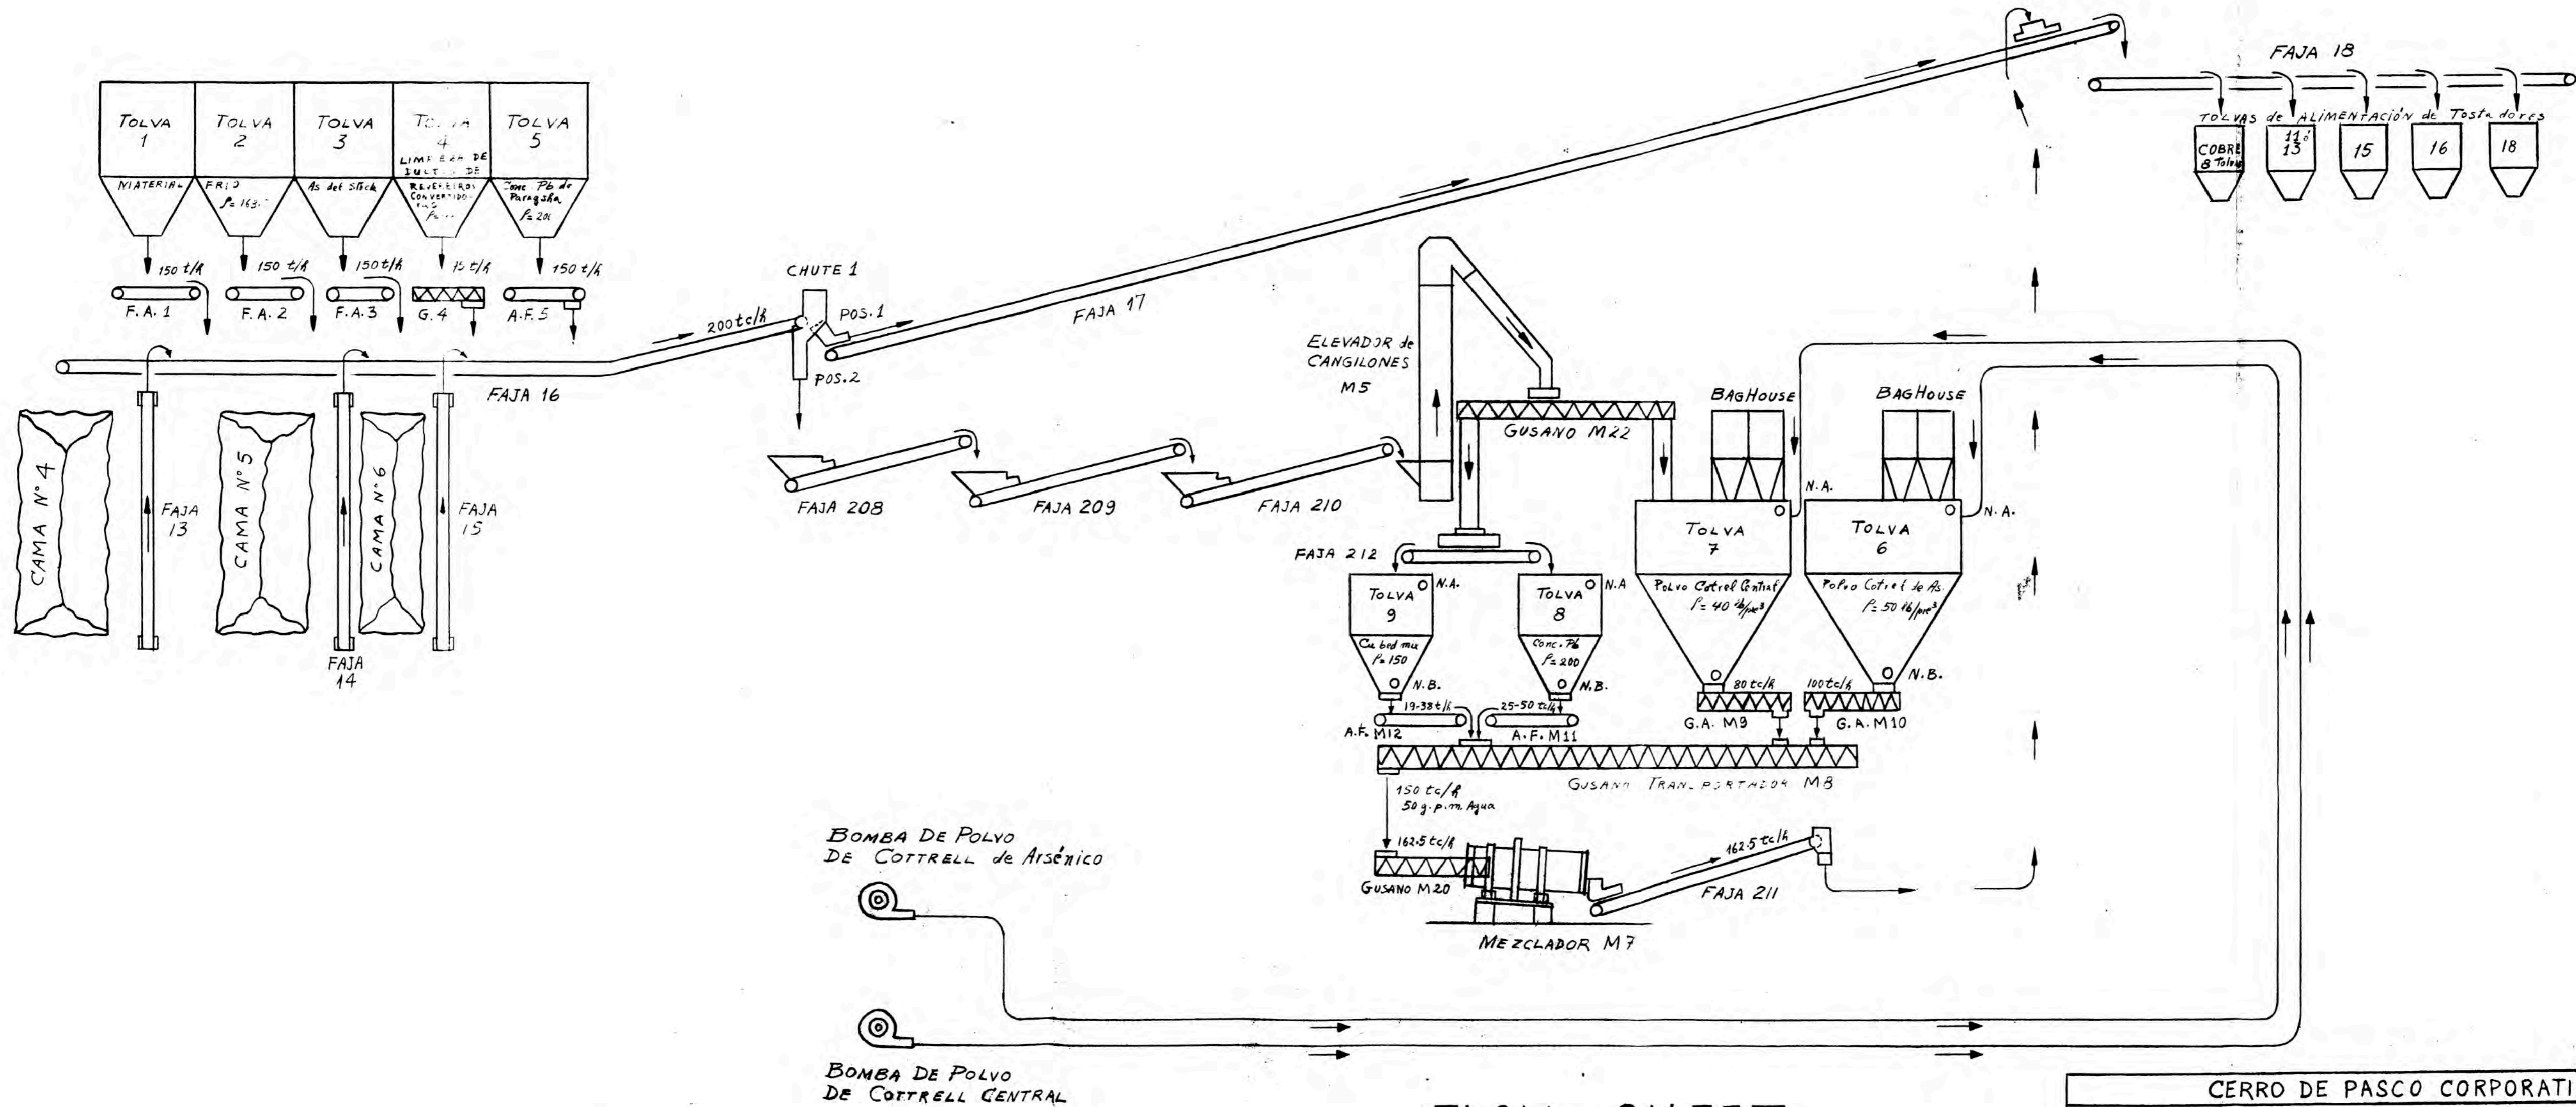 TOLVA
1
TOLVA
2
TOLVA
3
4
TOLVA
5
MATERIAL
FRIO
As del Stock
DE
DE
Conc. Pb de
Paragsha
150 t/h
150 t/h
150 t/h
15 t/h
150 t/h
F.A.1
F.A.2
F.A.3
G.4
A.F.5
FAJA 16
200 tc/h
CHUTE 1
POS.1
POS.2
FAJA 17
FAJA 18
TOLVAS de ALIMENTACIÓN de Tostadores
COBRE
8 Tolvas
11 ó
13
15
16
18
CAMA N° 4
FAJA
13
CAMA N° 5
FAJA
14
CAMA N° 6
FAJA
15
FAJA 208
FAJA 209
FAJA 210
ELEVADOR de
CANGILONES
M5
GUSANO M22
BAGHOUSE
BAGHOUSE
N.A.
N.A.
TOLVA
7
Polvo Cotrel Central
ρ= 40 lb/pie³
TOLVA
6
Polvo Cotrel de As.
ρ= 50 lb/pie³
N.B.
FAJA 212
TOLVA
9
N.A.
Cu bed mix
ρ= 150
N.B.
TOLVA
8
N.A
Conc. Pb
ρ= 200
N.B.
19-38 t/h
25-50 tc/h
80 tc/h
100 tc/h
A.F. M12
A.F. M11
G.A. M9
G.A. M10
GUSANO TRANSPORTADOR M8
150 tc/h
50 g.p.m. Agua
162.5 tc/h
GUSANO M20
162.5 tc/h
FAJA 211
MEZCLADOR M7
BOMBA DE POLVO
DE COTTRELL de Arsénico
BOMBA DE POLVO
DE COTTRELL CENTRAL
CERRO DE PASCO CORPORATI